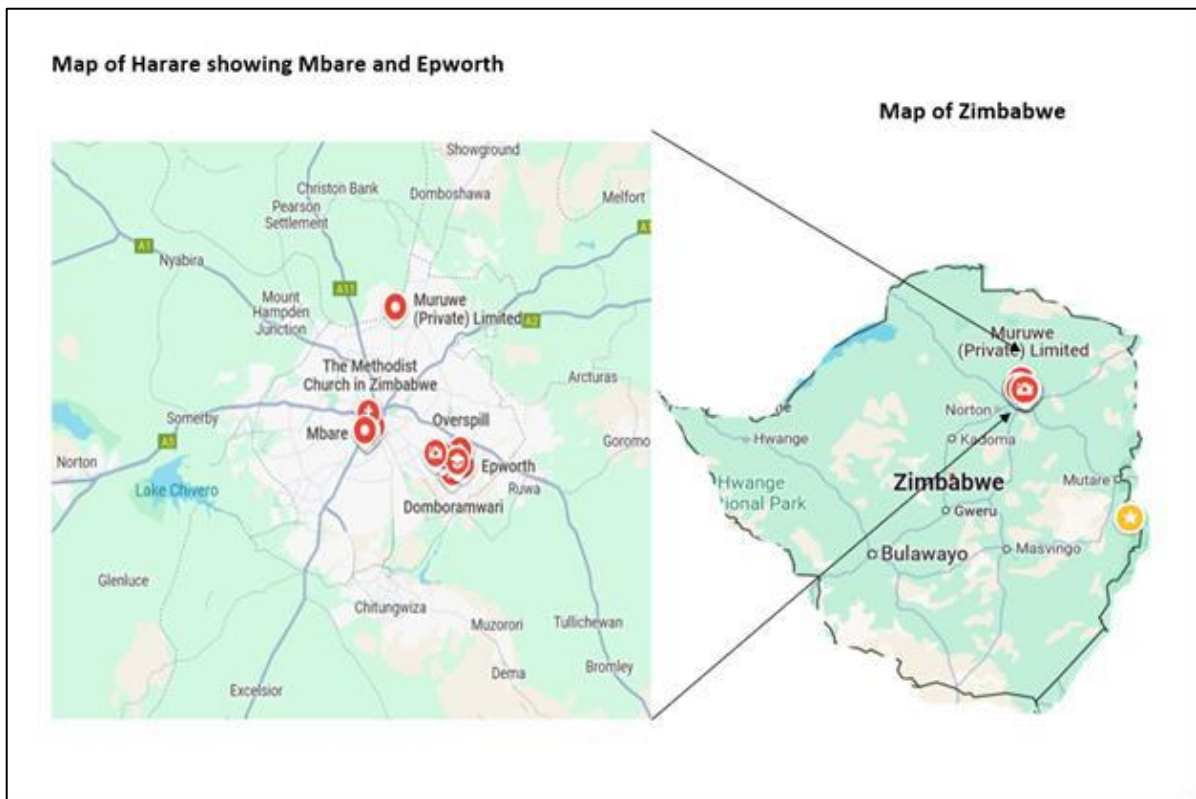 Map of Harare showing Mbare and Epworth
Map of Zimbabwe
Showground
Christon Bank
Domboshawa
Melfort
Pearson
Settlement
A1
A1
Nyabira
A11
Mount
Hampden
Junction
Muruwe
(Private) Limited
A2
The Methodist
Church in Zimbabwe
Arcturas
Somerby
Mbare
Overspill
A5
Goromo
Norton
Epworth
Ruwa
Lake Chivero
Domboramwari
Glenluce
Chitungwiza
Muzorori
Tullichewan
Dema
Bromley
Excelsior
Muruwe
(Private) Limited
Norton
Hwange
Kadoma
Hwange
tional Park
Zimbabwe
Mutare
Gweru
Bulawayo
Masvingo